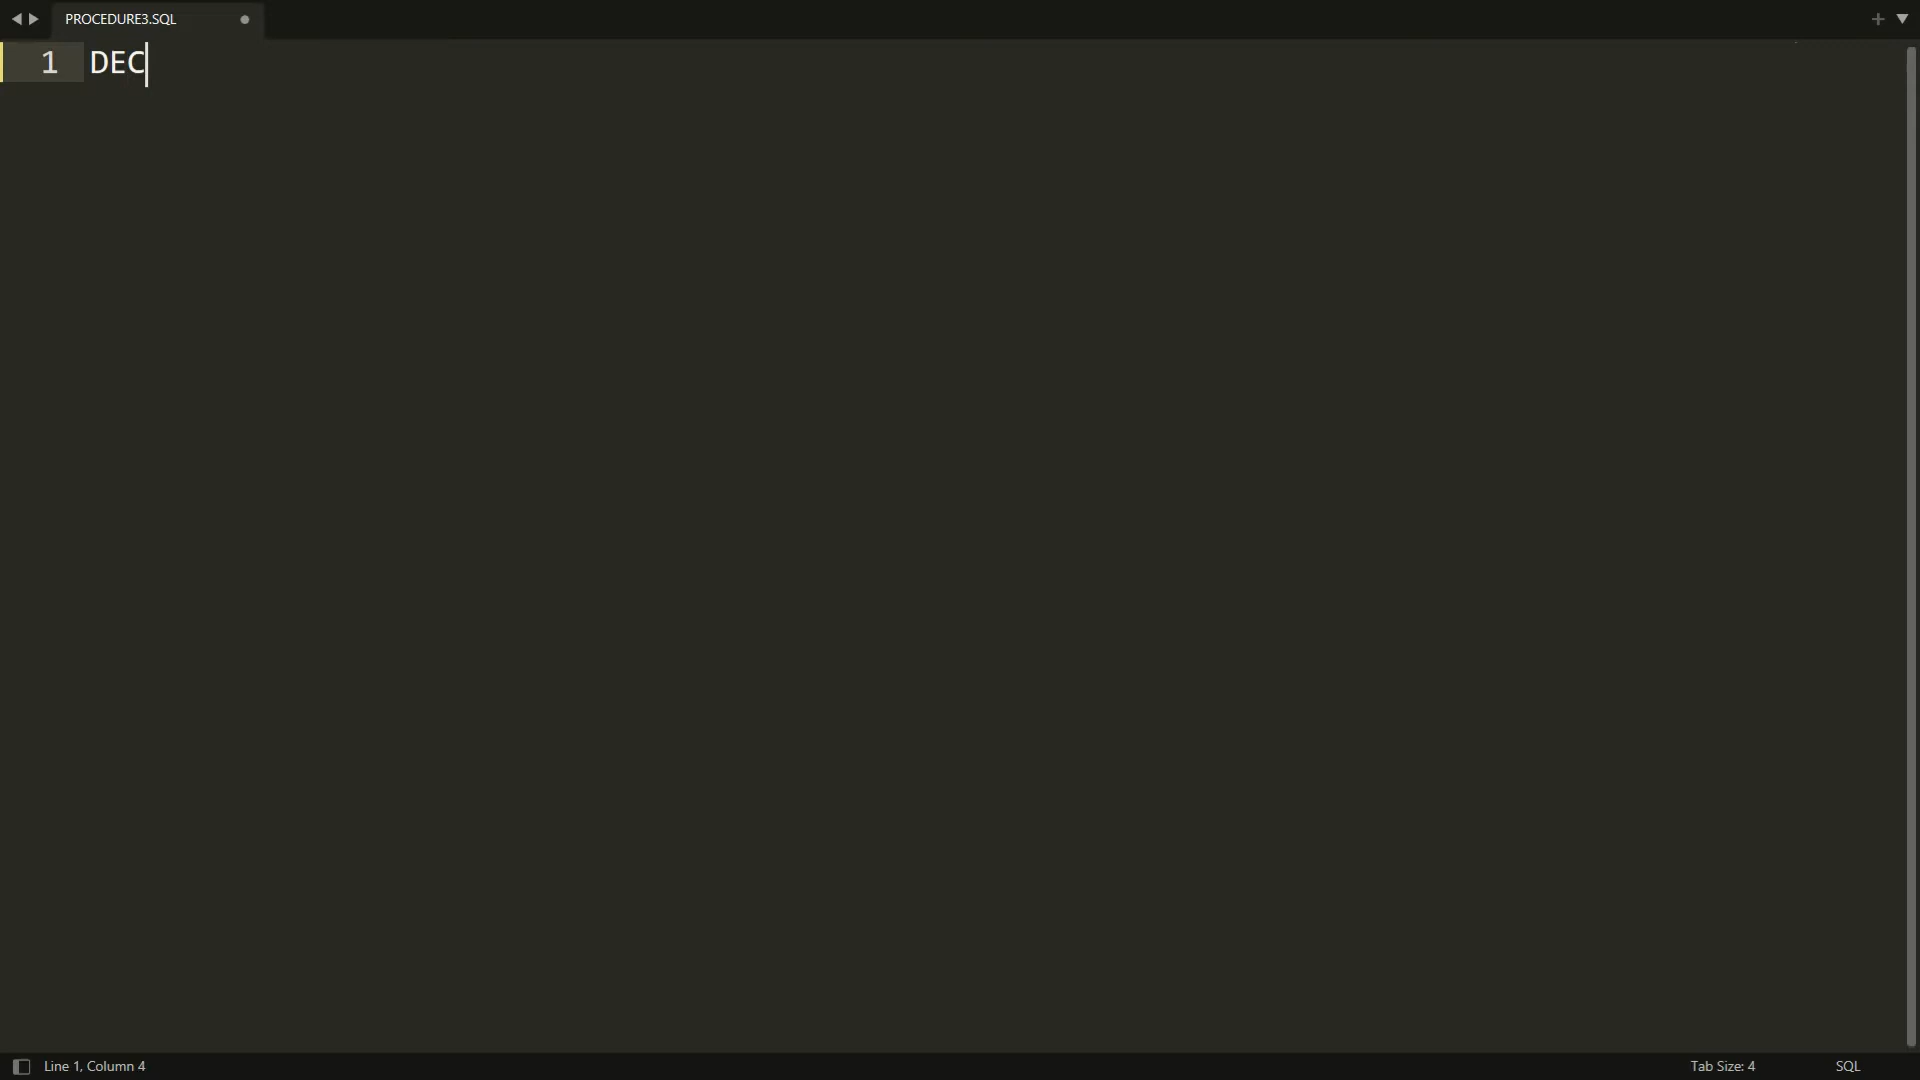 PROCEDURE3.SQL
1 DEC
Line 1, Column 4
Tab Size: 4
SQL